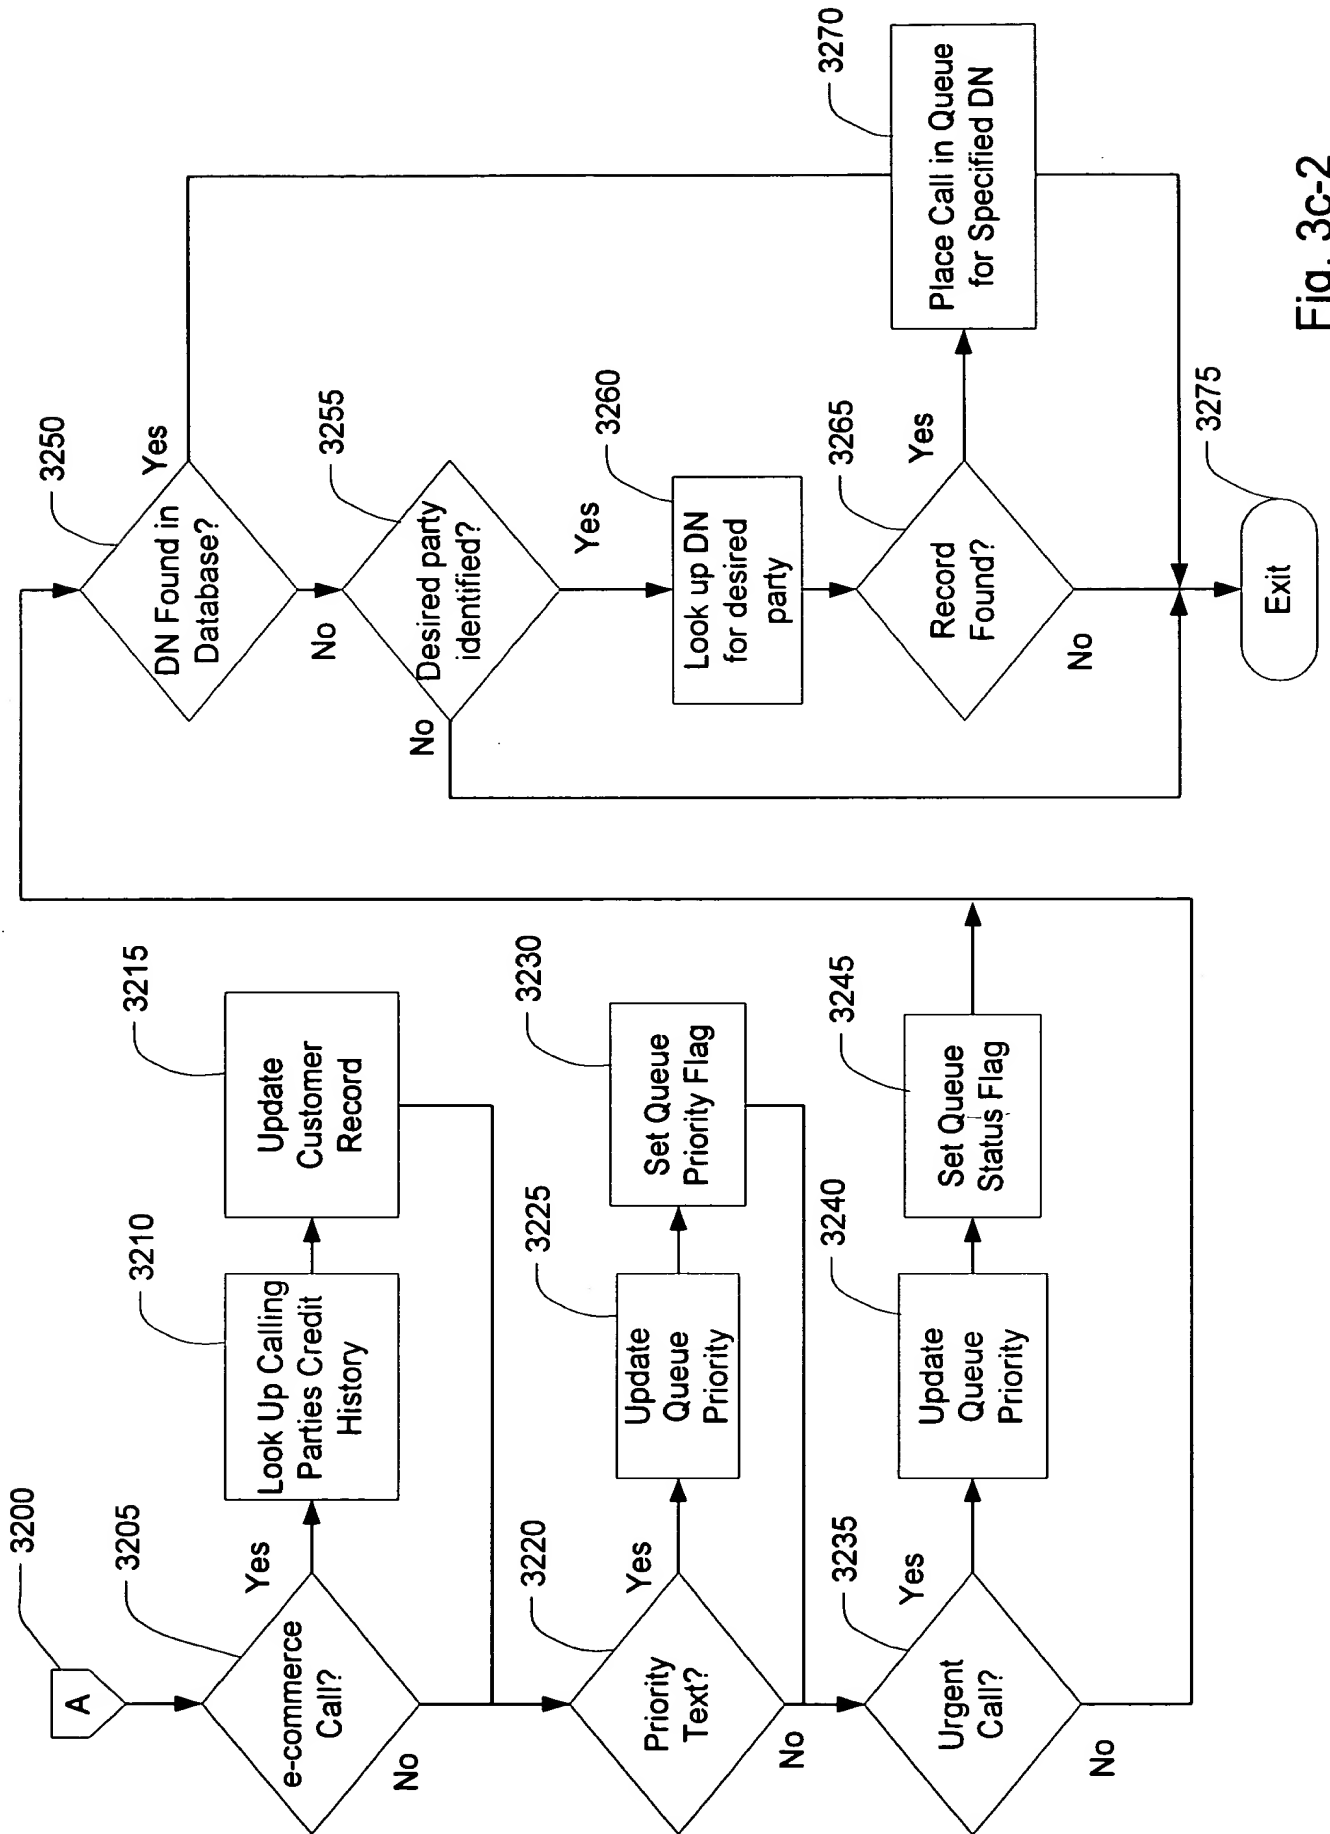 3200
A
3205
e-commerce
Call?
Yes
No
3210
Look Up Calling
Parties Credit
History
3215
Update
Customer
Record
3220
Priority
Text?
Yes
No
3225
Update
Queue
Priority
3230
Set Queue
Priority Flag
3235
Urgent
Call?
Yes
No
3240
Update
Queue
Priority
3245
Set Queue
Status Flag
3250
DN Found in
Database?
Yes
No
3255
Desired party
identified?
No
Yes
3260
Look up DN
for desired
party
3265
Record
Found?
Yes
No
3270
Place Call in Queue
for Specified DN
3275
Exit
Fig. 3c-2